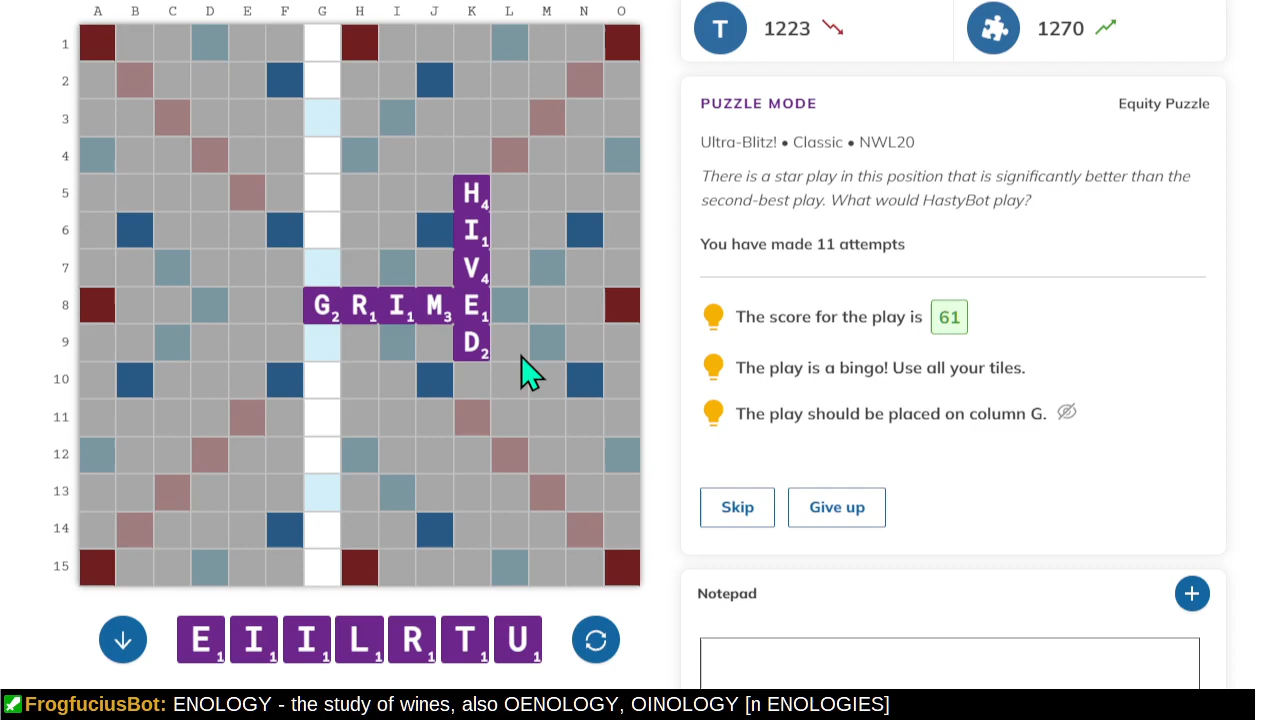 A B C D E F G H I J K L M N O
T 1223 1270
1
PUZZLE MODE Equity Puzzle
2
3
Ultra-Blitz! • Classic • NWL20
4
There is a star play in this position that is significantly better than the
second-best play. What would HastyBot play?
5 H4
6 I1
You have made 11 attempts
7 V4
8 G2 R1 I1 M3 E1
The score for the play is 61
9 D2
The play is a bingo! Use all your tiles.
10
11
The play should be placed on column G.
12
13
Skip Give up
14
15
Notepad
E1 I1 I1 L1 R1 T1 U1
FrogfuciusBot: ENOLOGY - the study of wines, also OENOLOGY, OINOLOGY [n ENOLOGIES]